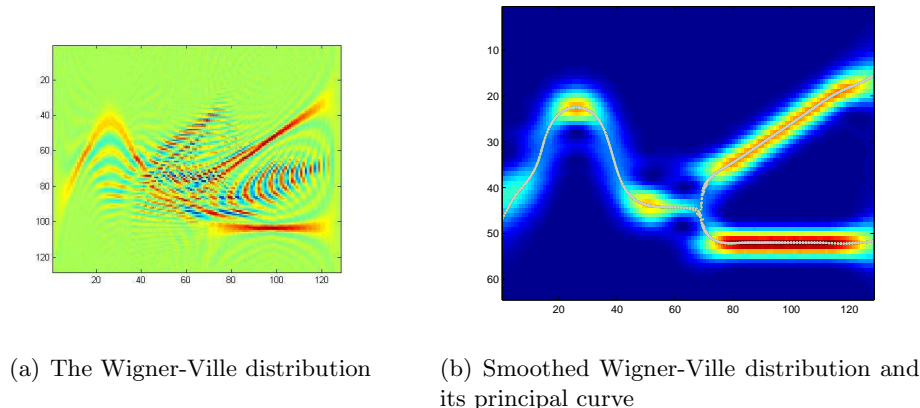 20
40
60
80
100
120
20 40 60 80 100 120
10
20
30
40
50
60
20 40 60 80 100 120
(a) The Wigner-Ville distribution
(b) Smoothed Wigner-Ville distribution and
its principal curve